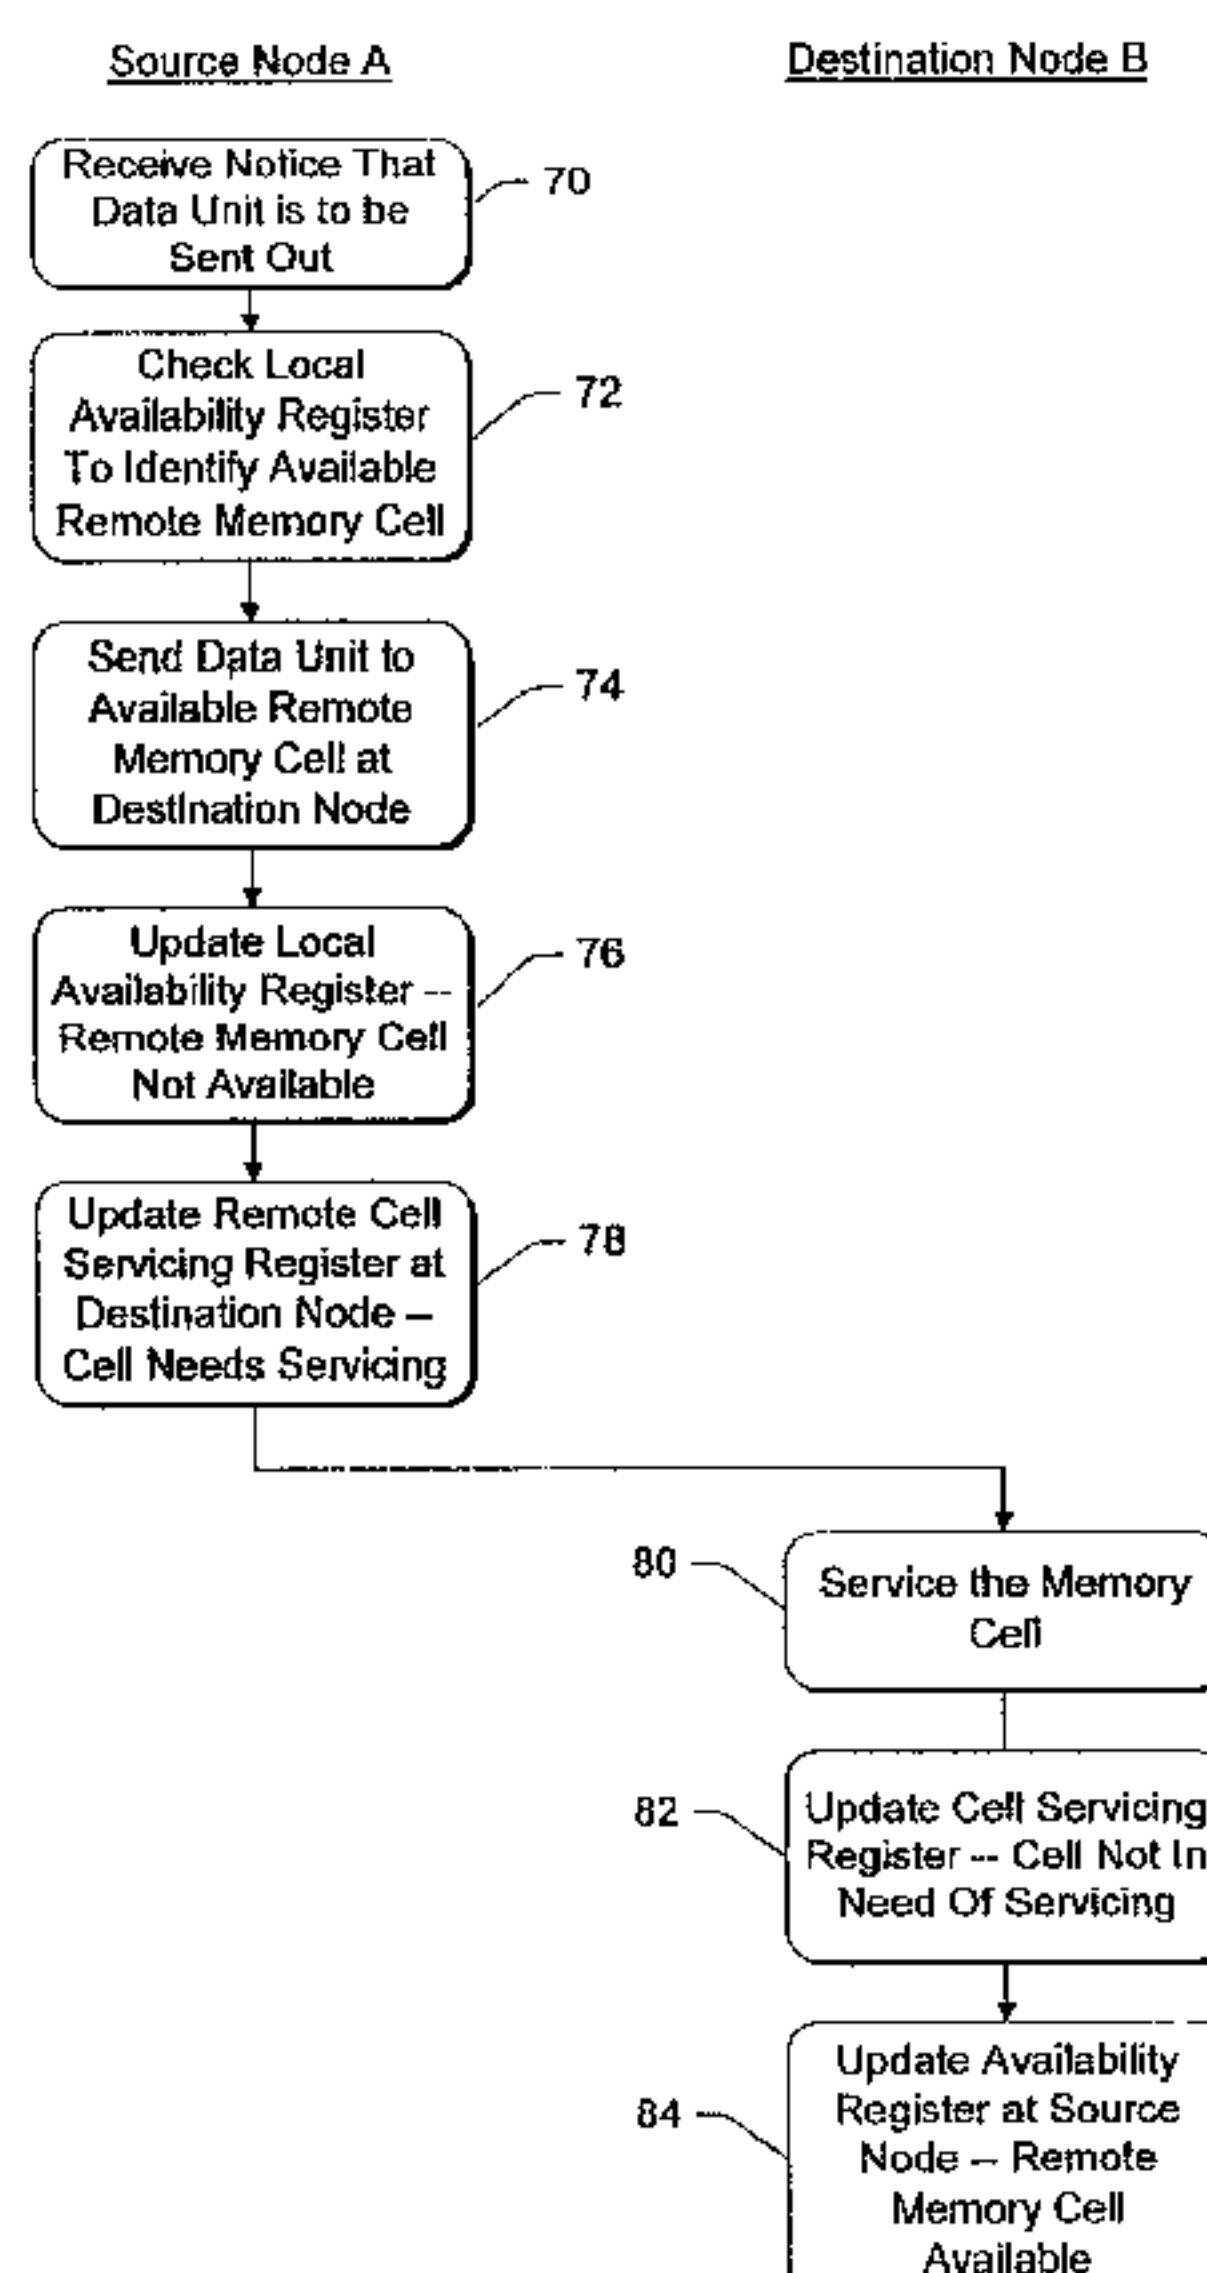 Source Node A
Destination Node B
Receive Notice That
Data Unit is to be
Sent Out
70
Check Local
Availability Register
To Identify Available
Remote Memory Cell
72
Send Data Unit to
Available Remote
Memory Cell at
Destination Node
74
Update Local
Availability Register --
Remote Memory Cell
Not Available
76
Update Remote Cell
Servicing Register at
Destination Node –
Cell Needs Servicing
78
80
Service the Memory
Cell
82
Update Cell Servicing
Register -- Cell Not In
Need Of Servicing
84
Update Availability
Register at Source
Node – Remote
Memory Cell
Available